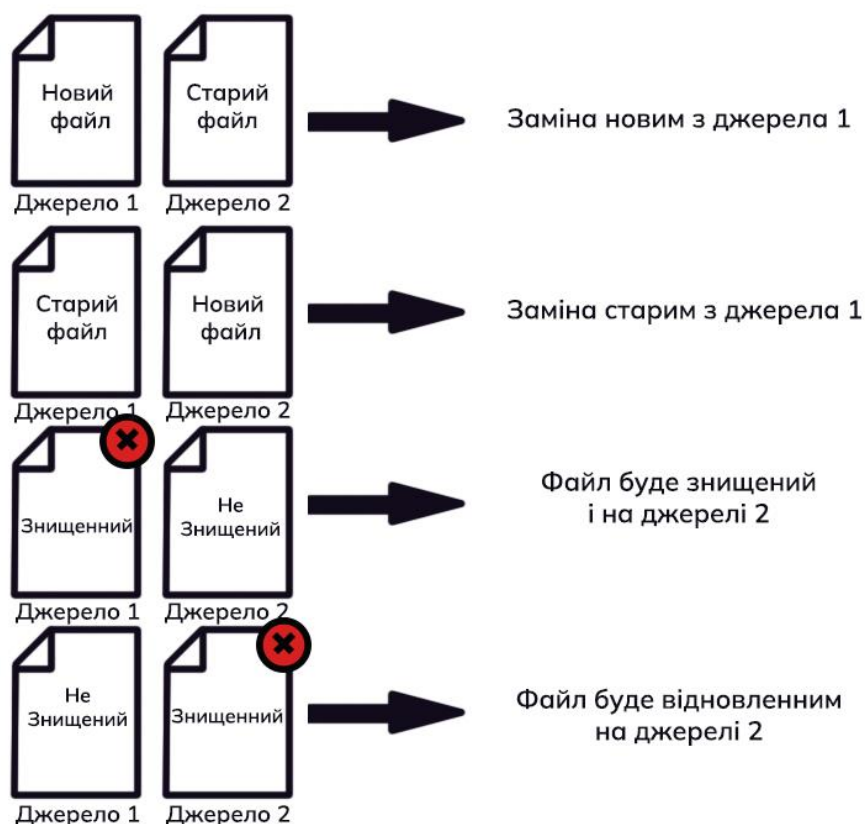 Новий
файл
Старий
файл
Заміна новим з джерела 1
Джерело 1
Джерело 2
Старий
файл
Новий
файл
Заміна старим з джерела 1
Джерело 1
Джерело 2
Знищенний
Не
Знищений
Файл буде знищений
і на джерелі 2
Джерело 1
Джерело 2
Не
Знищений
Знищенний
Файл буде відновленним
на джерелі 2
Джерело 1
Джерело 2